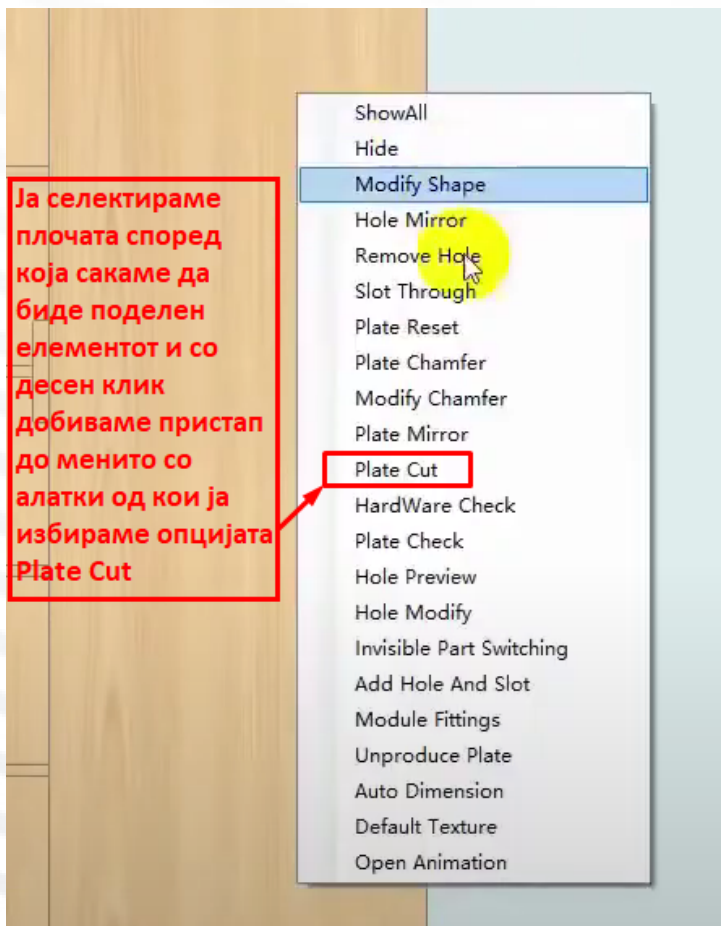 Ја селектираме
плочата според
која сакаме да
биде поделен
елементот и со
десен клик
добиваме пристап
до менито со
алатки од кои ја
избираме опцијата
Plate Cut
ShowAll
Hide
Modify Shape
Hole Mirror
Remove Hole
Slot Through
Plate Reset
Plate Chamfer
Modify Chamfer
Plate Mirror
Plate Cut
HardWare Check
Plate Check
Hole Preview
Hole Modify
Invisible Part Switching
Add Hole And Slot
Module Fittings
Unproduce Plate
Auto Dimension
Default Texture
Open Animation